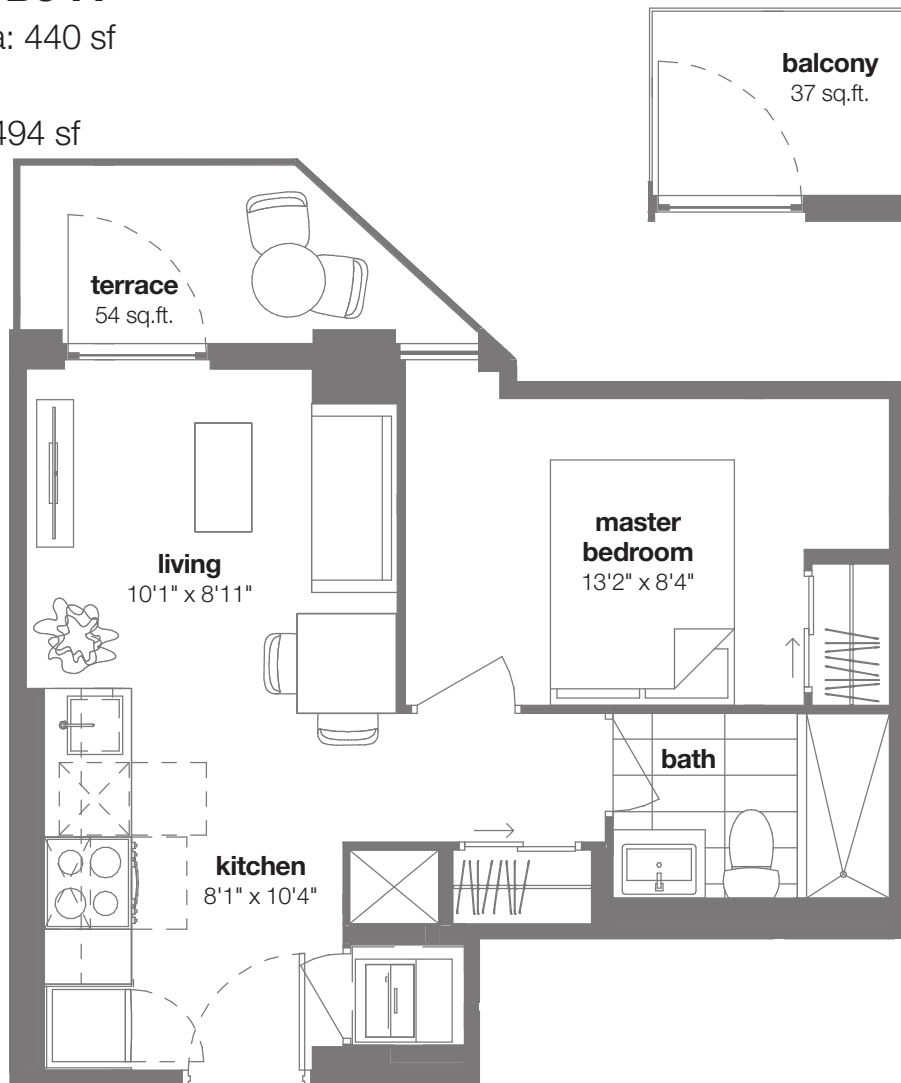 a: 440 sf
494 sf
balcony
37 sq.ft.
terrace
54 sq.ft.
living
10'1" x 8'11"
master
bedroom
13'2" x 8'4"
bath
kitchen
8'1" x 10'4"